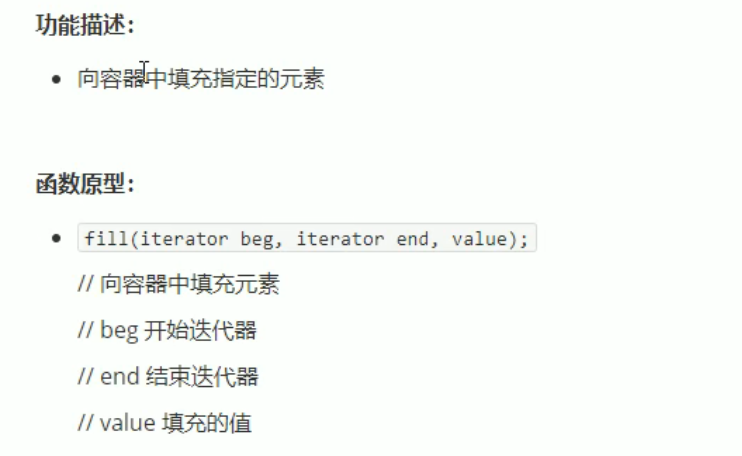 功能描述：
向容器中填充指定的元素
函数原型：
fill(iterator beg, iterator end, value);
// 向容器中填充元素
// beg 开始迭代器
// end 结束迭代器
// value 填充的值